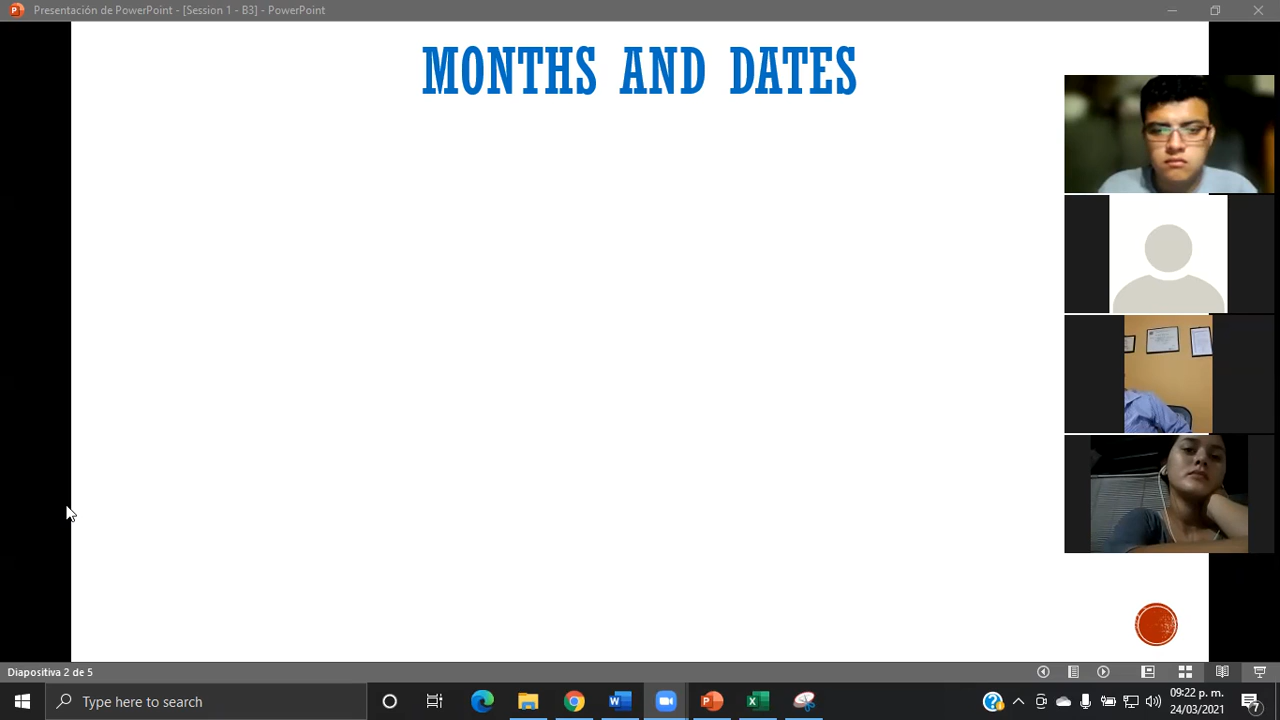 Presentación de PowerPoint - [Session 1 - B3] - PowerPoint
MONTHS AND DATES
Diapositiva 2 de 5
Type here to search
09:22 p. m.
24/03/2021
7